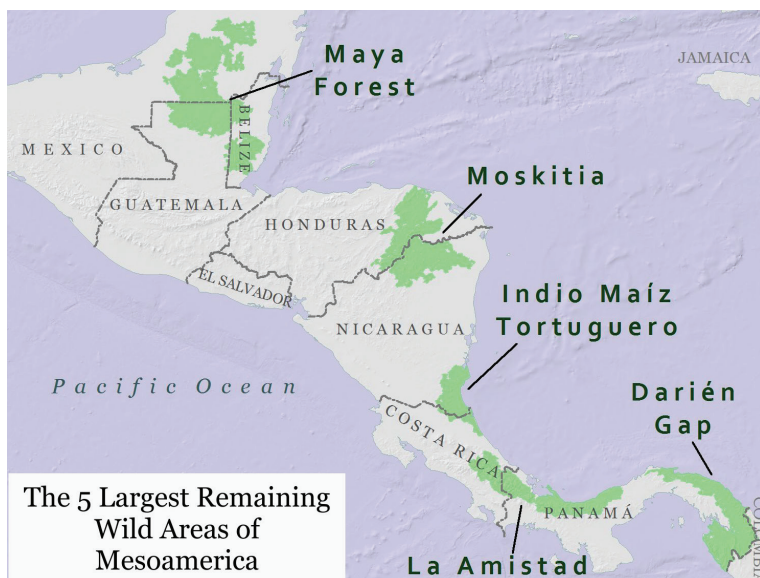 Maya
Forest
JAMAICA
MEXICO
BELIZE
GUATEMALA
Moskitia
HONDURAS
EL SALVADOR
Indio Maíz
Tortuguero
NICARAGUA
Pacific Ocean
Darién
Gap
COSTA RICA
The 5 Largest Remaining
Wild Areas of
Mesoamerica
PANAMÁ
COLOMBIA
La Amistad